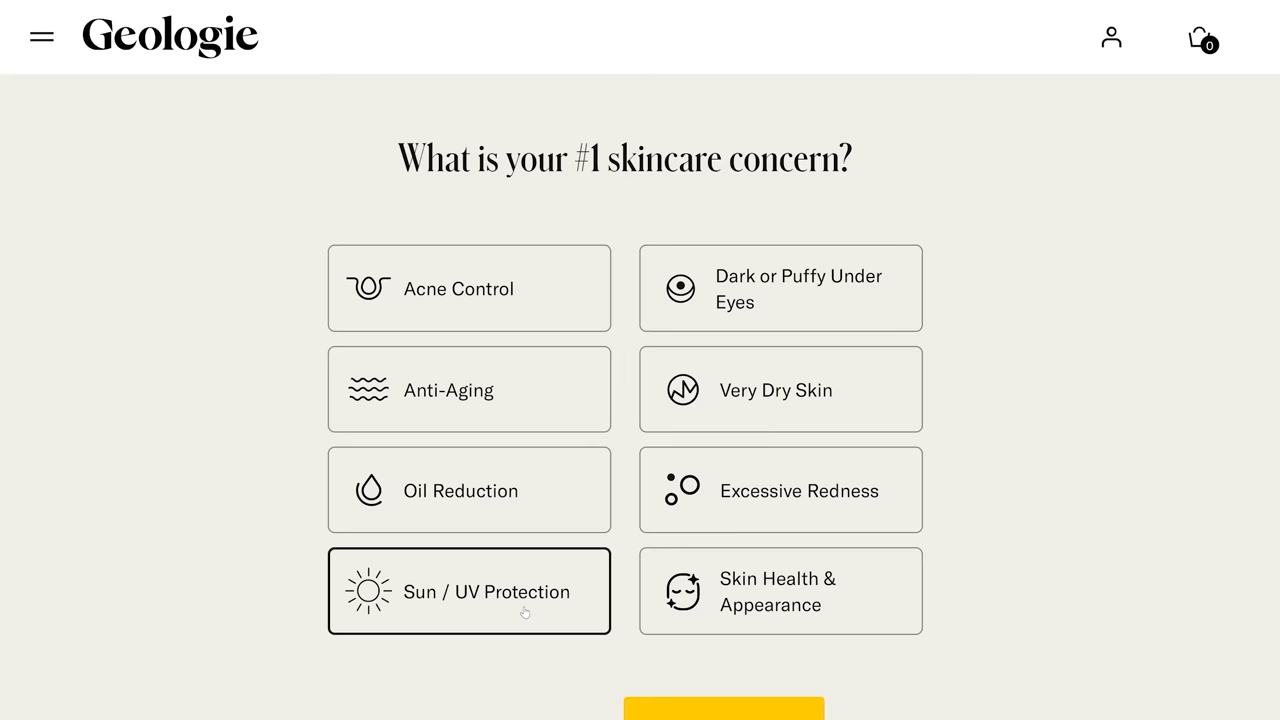 Geologie
0
What is your #1 skincare concern?
Acne Control
Dark or Puffy Under
Eyes
Anti-Aging
Very Dry Skin
Oil Reduction
Excessive Redness
Sun / UV Protection
Skin Health &
Appearance